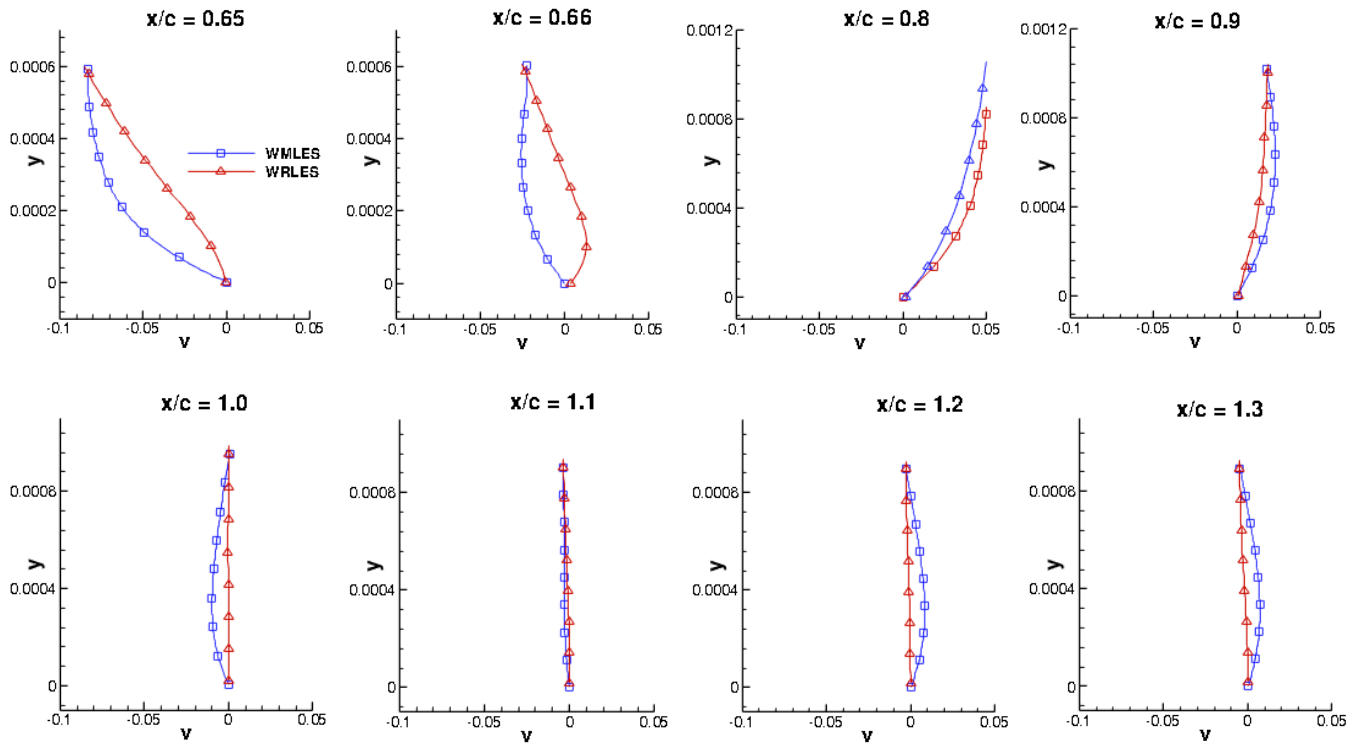 x/c = 0.65
0.0006
0.0004
0.0002
0
y
-0.1
-0.05
0
0.05
v
WMLES
WRLES
x/c = 0.66
0.0006
0.0004
0.0002
0
y
-0.1
-0.05
0
0.05
v
x/c = 0.8
0.0012
0.0008
0.0004
0
y
-0.1
-0.05
0
0.05
v
x/c = 0.9
0.0012
0.0008
0.0004
0
y
-0.1
-0.05
0
0.05
v
x/c = 1.0
0.0008
0.0004
0
y
-0.1
-0.05
0
0.05
v
x/c = 1.1
0.0008
0.0004
0
y
-0.1
-0.05
0
0.05
v
x/c = 1.2
0.0008
0.0004
0
y
-0.1
-0.05
0
0.05
v
x/c = 1.3
0.0008
0.0004
0
y
-0.1
-0.05
0
0.05
v